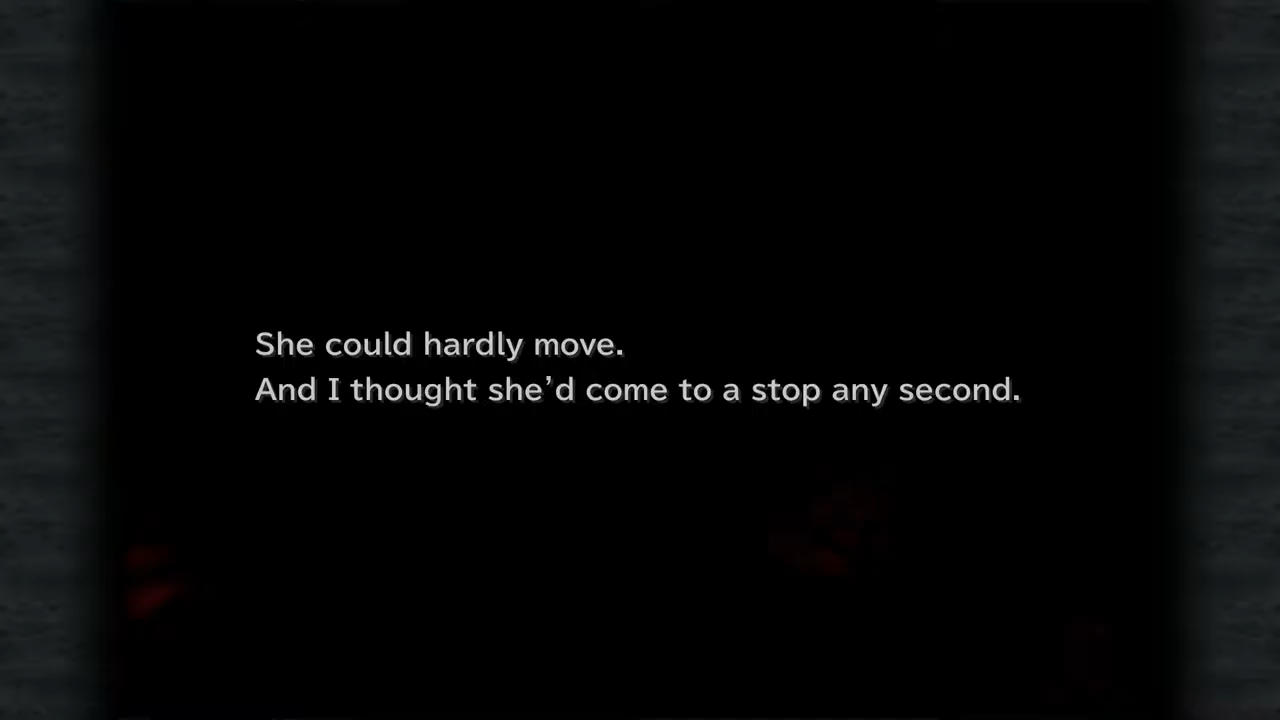 She could hardly move.
And I thought she’d come to a stop any second.